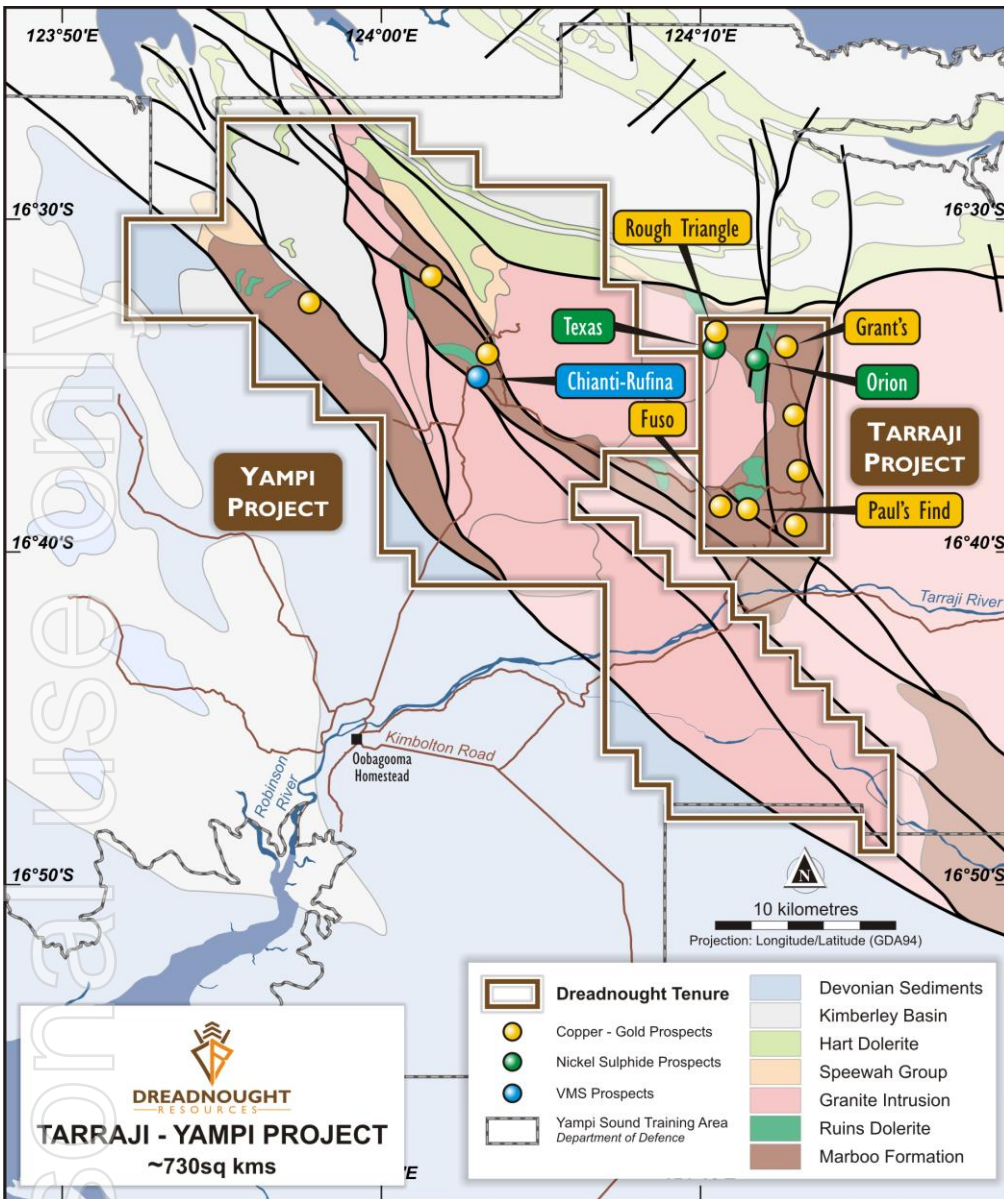 123°50'E
124°00'E
124°10'E
16°30'S
16°30'S
Rough Triangle
Texas
Grant's
Chianti-Rufina
Orion
Fuso
TARRAJI
PROJECT
YAMPI
PROJECT
Paul's Find
16°40'S
16°40'S
Tarraji River
Kimbolton Road
Oobagooma
Homestead
Robinson
River
16°50'S
16°50'S
N
10 kilometres
Projection: Longitude/Latitude (GDA94)
Dreadnought Tenure
Copper - Gold Prospects
Nickel Sulphide Prospects
VMS Prospects
Yampi Sound Training Area
Department of Defence
Devonian Sediments
Kimberley Basin
Hart Dolerite
Speewah Group
Granite Intrusion
Ruins Dolerite
Marboo Formation
DREADNOUGHT
RESOURCES
TARRAJI - YAMPI PROJECT
~730sq kms
sonal use only